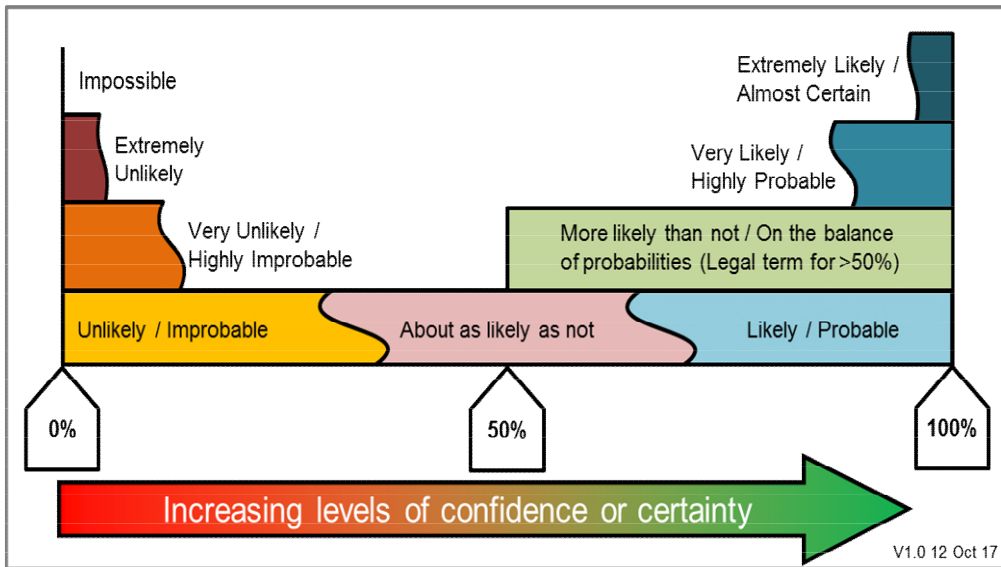 Impossible
Extremely Likely /
Almost Certain
Extremely
Unlikely
Very Likely /
Highly Probable
Very Unlikely /
Highly Improbable
More likely than not / On the balance
of probabilities (Legal term for >50%)
Unlikely / Improbable
About as likely as not
Likely / Probable
0%
50%
100%
Increasing levels of confidence or certainty
V1.0 12 Oct 17